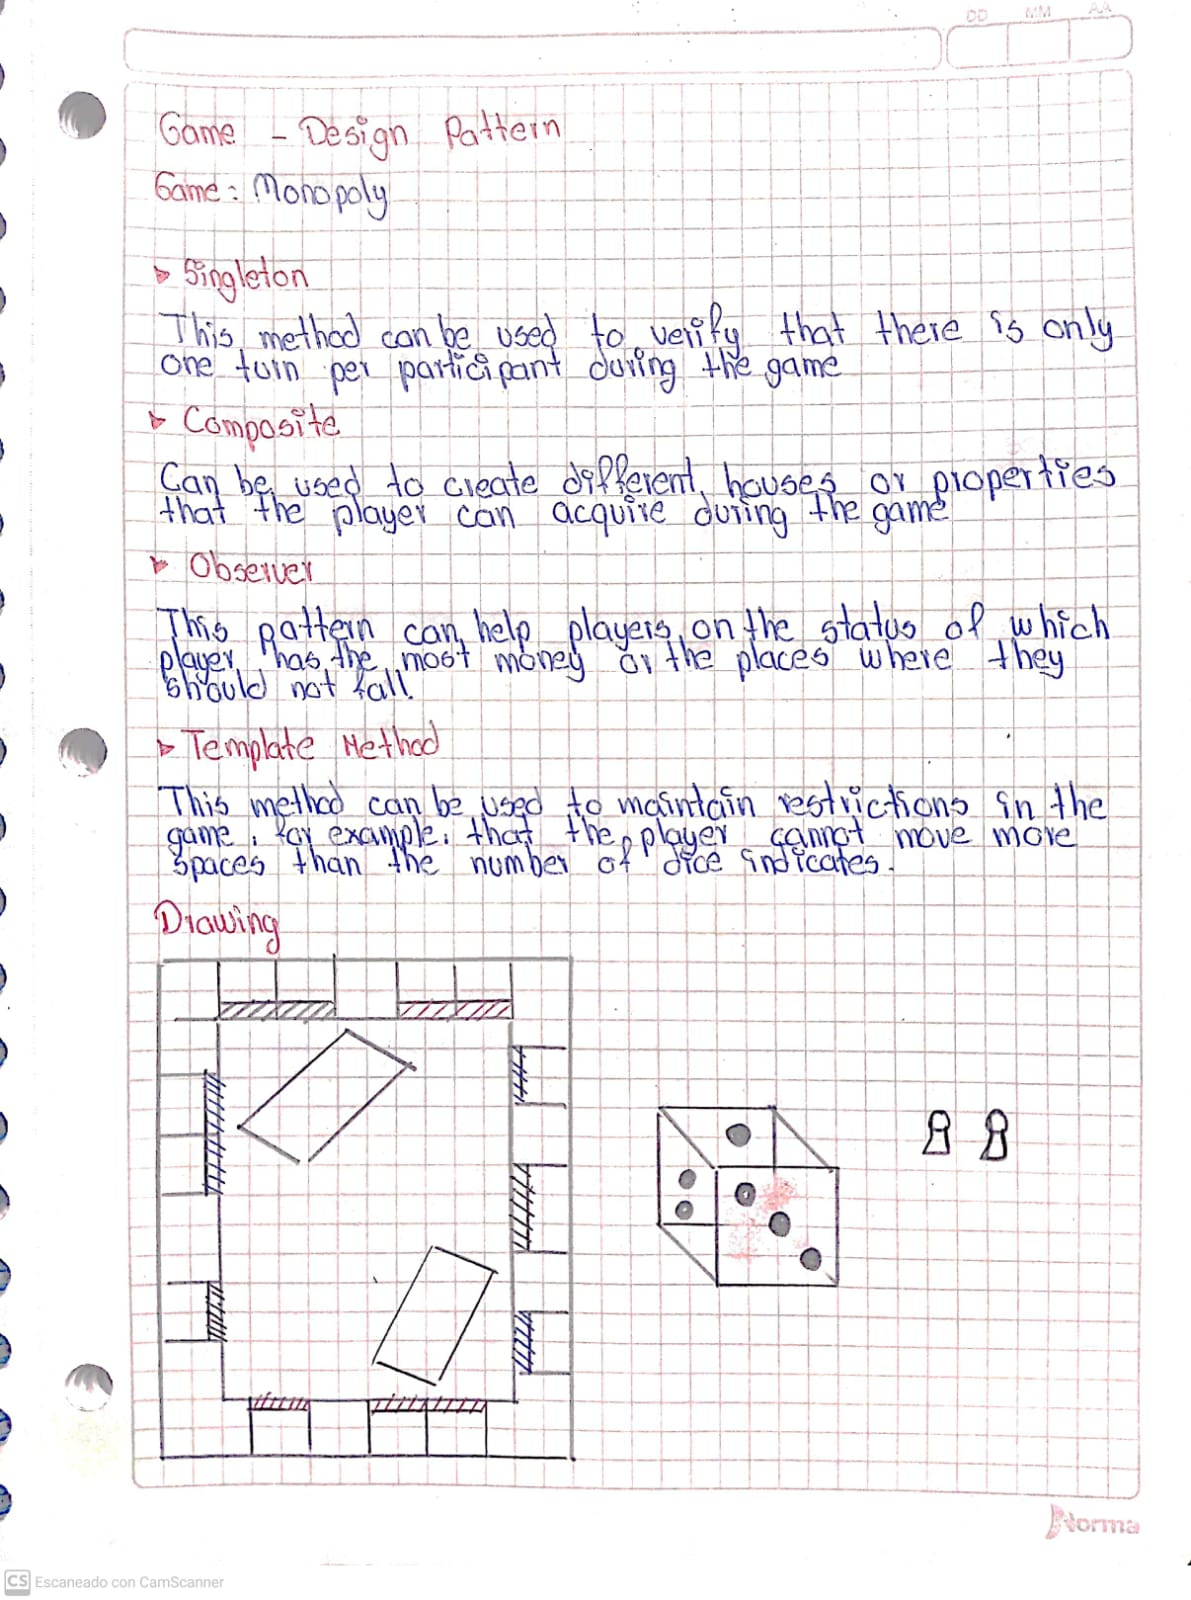 DD MM AA
Game - Design Pattern
Game: Monopoly
Singleton
This method can be used to verify that there is only
one turn per participant during the game
Composite
Can be used to create different houses or properties
that the player can acquire during the game
Observer
This pattern can help players on the status of which
player has the most money or the places where they
should not fall.
Template Method
This method can be used to maintain restrictions in the
game, for example, that the player cannot move more
spaces than the number of dice indicates.
Drawing
Norma
CS Escaneado con CamScanner